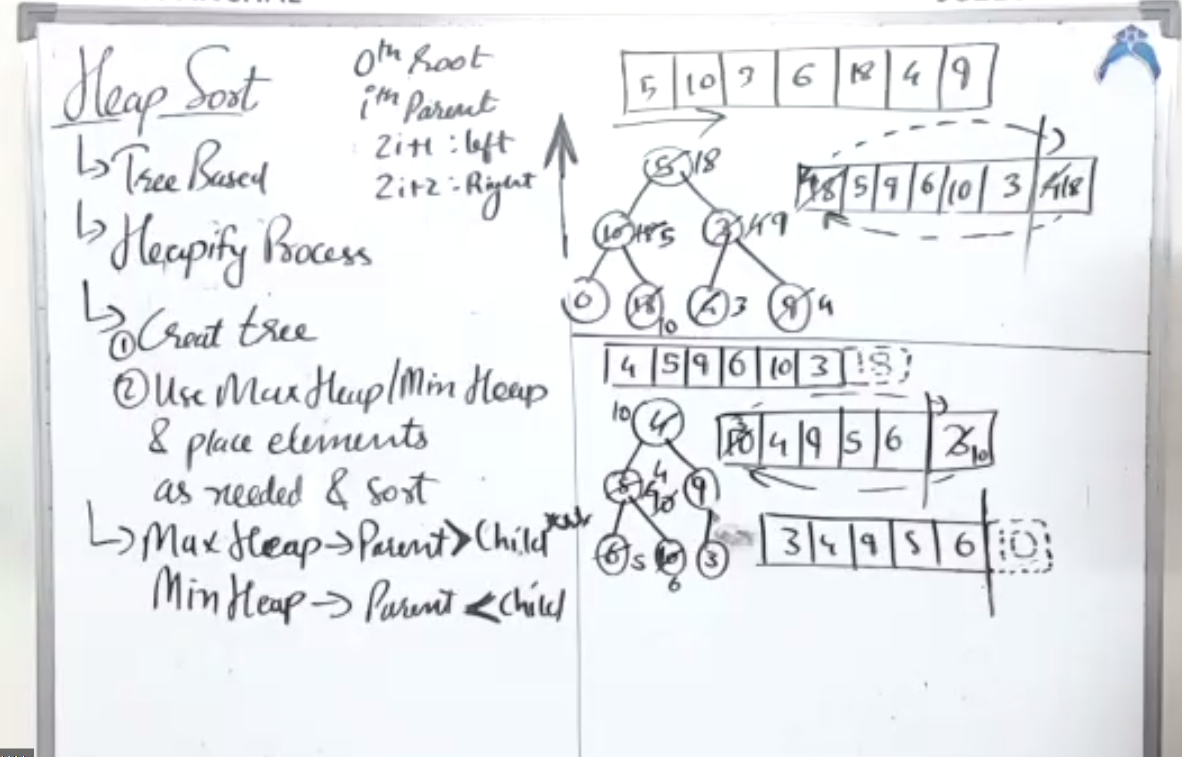 Heap Sort
↳ Tree Based
↳ Heapify Process
↳ ① Creat tree
② Use Max Heap/Min Heap
& place elements
as needed & sort
↳ Max Heap → Parent > Child
Min Heap → Parent < Child
0th Root
ith Parent
2i+1 : left
2i+2 : Right
5 10 3 6 18 4 9
5 18
10 18 5 3 4 9
6 18 10 4 3 9 4
18 5 9 6 10 3 4 18
4 5 9 6 10 3 18
10 4
5 4 9
6 5 10 6 3
10 4 9 5 6 3 10
3 4 9 5 6 10